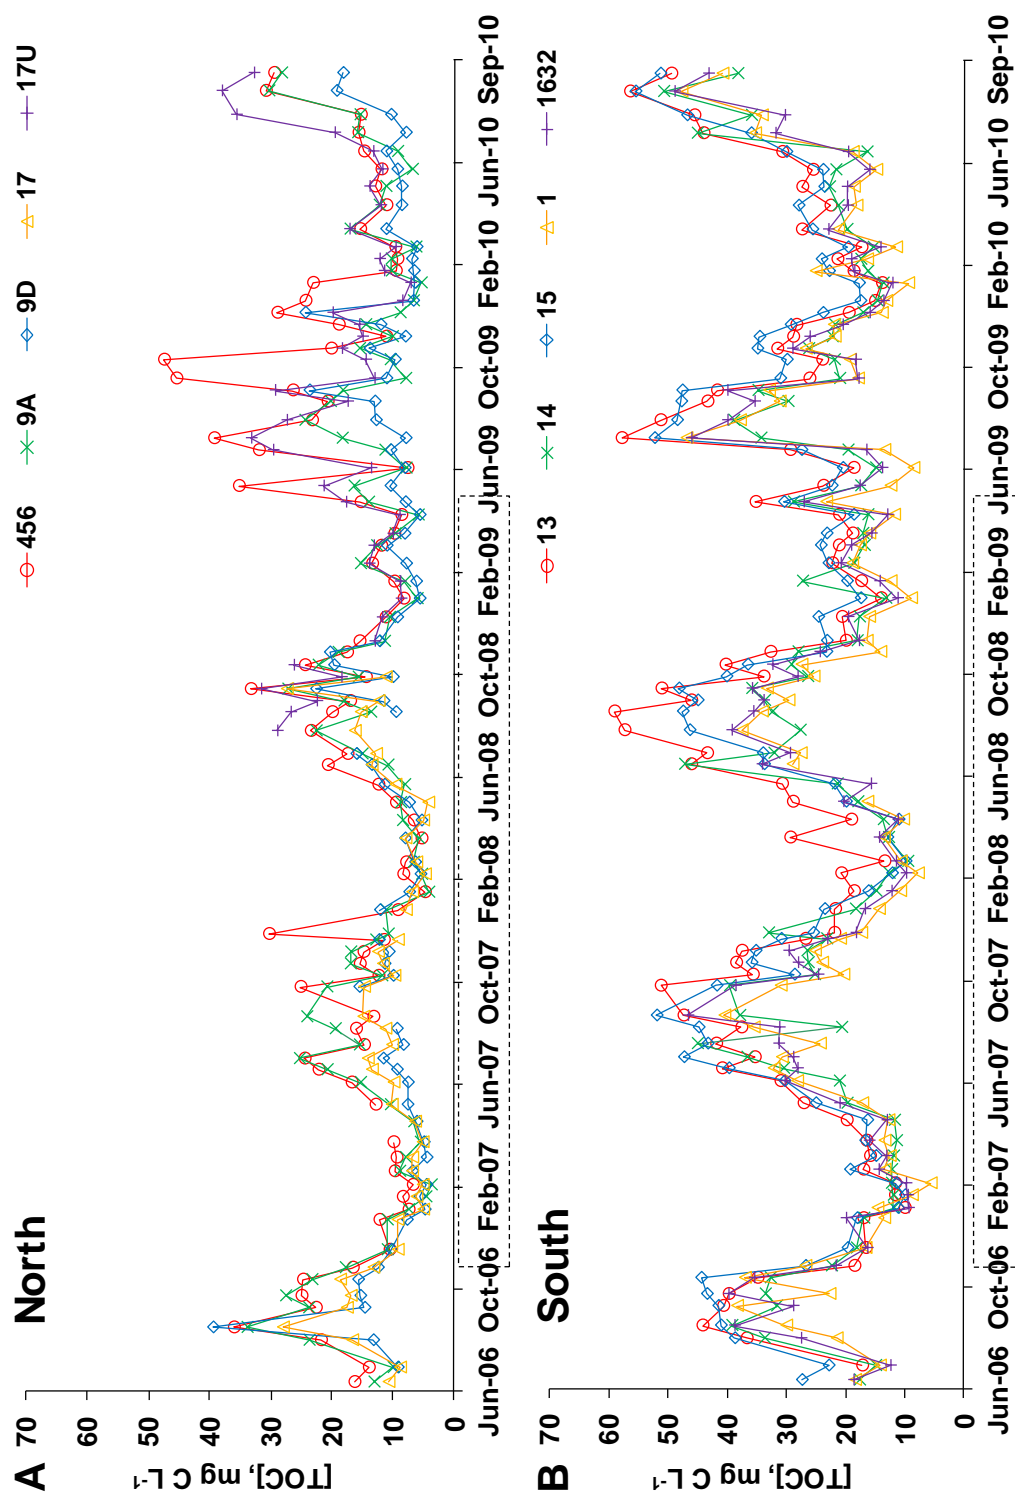 A North
456 9A 9D 17 17U
[TOC], mg C L⁻¹
70
60
50
40
30
20
10
0
Jun-06 Oct-06 Feb-07 Jun-07 Oct-07 Feb-08 Jun-08 Oct-08 Feb-09 Jun-09 Oct-09 Feb-10 Jun-10 Sep-10
B South
13 14 15 1 1632
[TOC], mg C L⁻¹
70
60
50
40
30
20
10
0
Jun-06 Oct-06 Feb-07 Jun-07 Oct-07 Feb-08 Jun-08 Oct-08 Feb-09 Jun-09 Oct-09 Feb-10 Jun-10 Sep-10